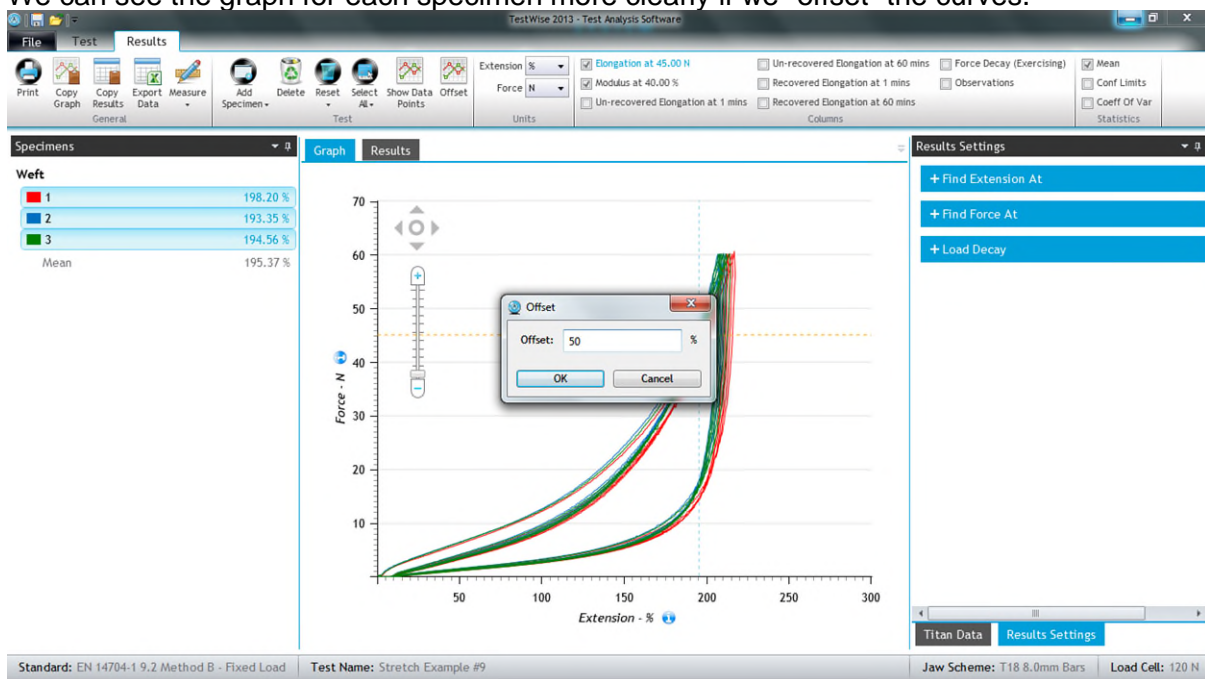 We can see the graph for each specimen more clearly if we "offset" the curves.
TestWise 2013 - Test Analysis Software
File Test Results
Print
Copy Graph
Copy Results
Export Data
Measure
General
Add Specimen
Delete
Reset
Select All
Show Data Points
Offset
Test
Extension %
Force N
Units
Elongation at 45.00 N
Modulus at 40.00 %
Un-recovered Elongation at 1 mins
Un-recovered Elongation at 60 mins
Recovered Elongation at 1 mins
Recovered Elongation at 60 mins
Force Decay (Exercising)
Observations
Columns
Mean
Conf Limits
Coeff Of Var
Statistics
Specimens
Weft
1 198.20 %
2 193.35 %
3 194.56 %
Mean 195.37 %
Graph Results
70
60
50
40
30
20
10
Force - N
50 100 150 200 250 300
Extension - %
Offset
Offset: 50 %
OK Cancel
Results Settings
+ Find Extension At
+ Find Force At
+ Load Decay
Titan Data Results Settings
Standard: EN 14704-1 9.2 Method B - Fixed Load
Test Name: Stretch Example #9
Jaw Scheme: T18 8.0mm Bars
Load Cell: 120 N